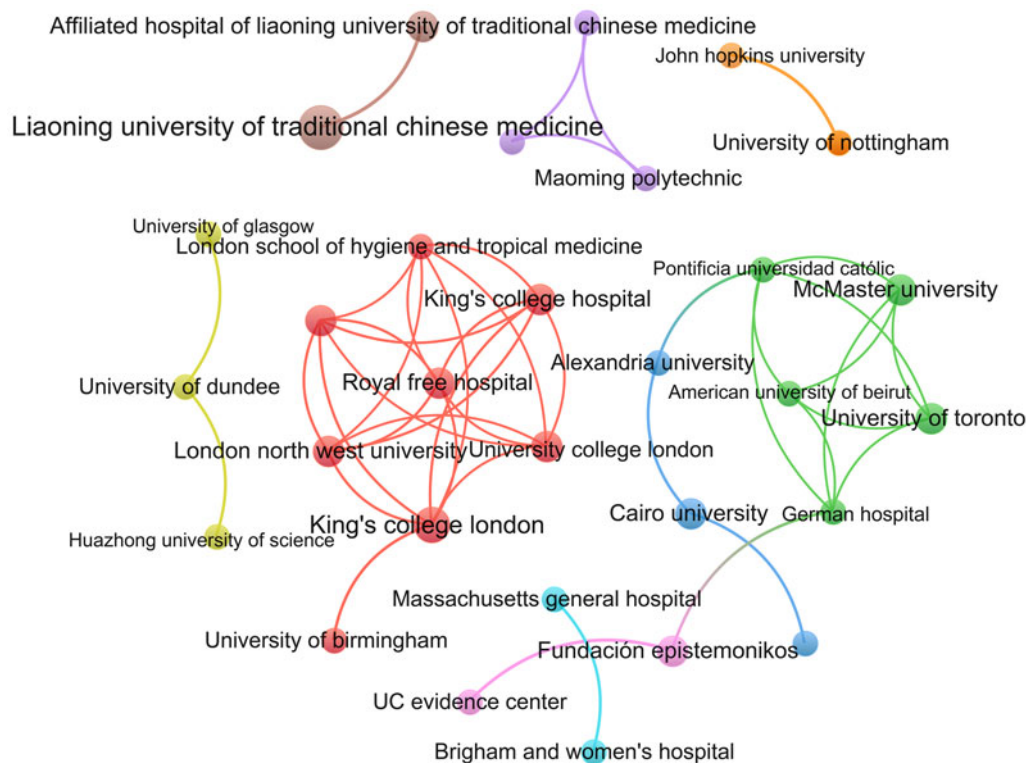 Affiliated hospital of liaoning university of traditional chinese medicine
John hopkins university
Liaoning university of traditional chinese medicine
University of nottingham
Maoming polytechnic
University of glasgow
London school of hygiene and tropical medicine
Pontificia universidad católic
King's college hospital
McMaster university
Alexandria university
Royal free hospital
University of dundee
American university of beirut
University of toronto
London north west university
University college london
Cairo university
German hospital
King's college london
Huazhong university of science
Massachusetts general hospital
University of birmingham
Fundación epistemonikos
UC evidence center
Brigham and women's hospital